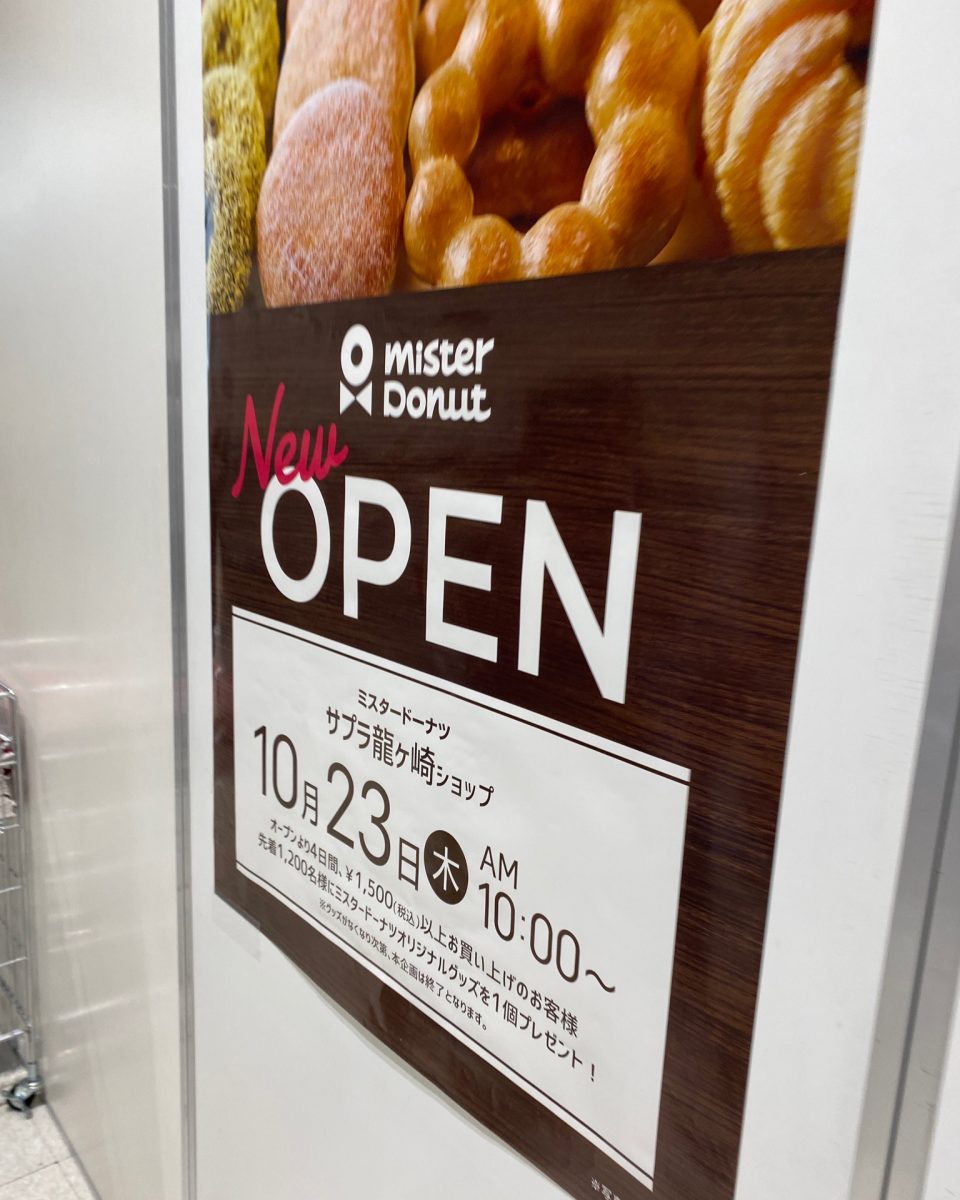 mister
Donut
New
OPEN
ミスタードーナツ
サプラ龍ヶ崎ショップ
10月23日木 AM 10:00～
オープンより4日間、¥1,500(税込)以上お買い上げのお客様
先着1,200名様にミスタードーナツオリジナルグッズを1個プレゼント！
※グッズがなくなり次第、本企画は終了となります。